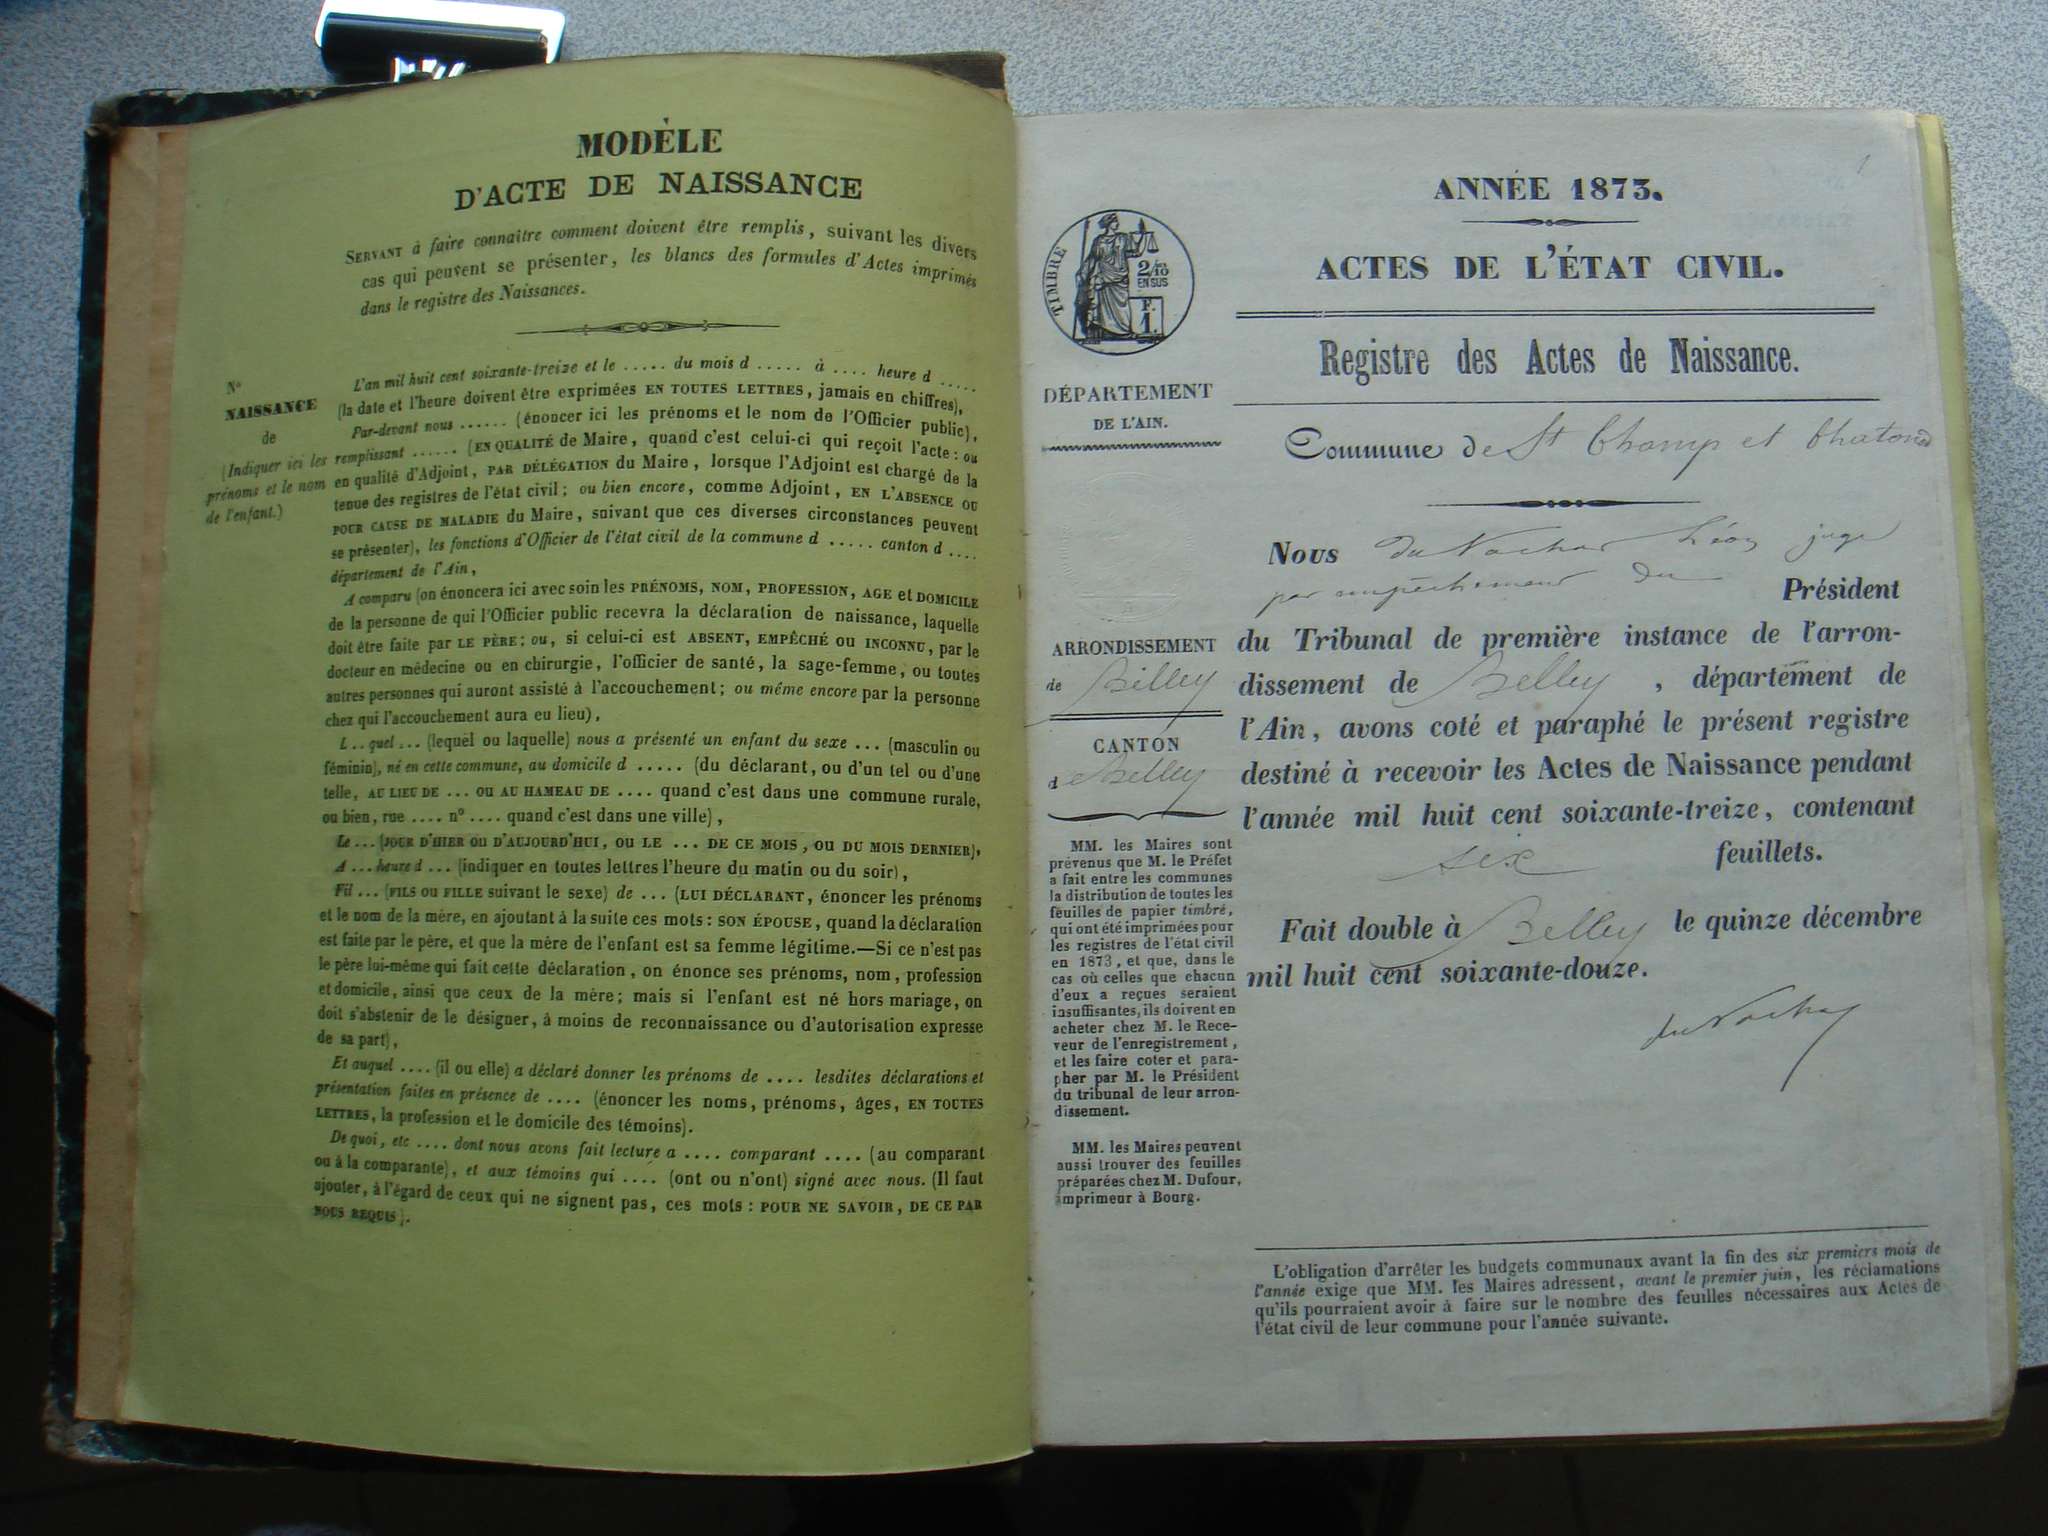 MODÈLE
D'ACTE DE NAISSANCE
SERVANT à faire connaître comment doivent être remplis, suivant les divers
cas qui peuvent se présenter, les blancs des formules d'Actes imprimés
dans le registre des Naissances.
No
NAISSANCE
de
(Indiquer ici les
prénoms et le nom
de l'enfant.)
L'an mil huit cent soixante-treize et le ..... du mois d ..... à .... heure d .....
(la date et l'heure doivent être exprimées EN TOUTES LETTRES, jamais en chiffres),
Par-devant nous ...... (énoncer ici les prénoms et le nom de l'Officier public),
remplissant ...... (EN QUALITÉ de Maire, quand c'est celui-ci qui reçoit l'acte: ou
en qualité d'Adjoint, PAR DÉLÉGATION du Maire, lorsque l'Adjoint est chargé de la
tenue des registres de l'état civil; ou bien encore, comme Adjoint, EN L'ABSENCE OU
POUR CAUSE DE MALADIE du Maire, suivant que ces diverses circonstances peuvent
se présenter), les fonctions d'Officier de l'état civil de la commune d ..... canton d ....
département de l'Ain,
A comparu (on énoncera ici avec soin les PRÉNOMS, NOM, PROFESSION, AGE et DOMICILE
de la personne de qui l'Officier public recevra la déclaration de naissance, laquelle
doit être faite par LE PÈRE; ou, si celui-ci est ABSENT, EMPÊCHÉ OU INCONNU, par le
docteur en médecine ou en chirurgie, l'officier de santé, la sage-femme, ou toutes
autres personnes qui auront assisté à l'accouchement; ou même encore par la personne
chez qui l'accouchement aura eu lieu),
L .. quel ... (lequel ou laquelle) nous a présenté un enfant du sexe ... (masculin ou
féminin), né en cette commune, au domicile d ..... (du déclarant, ou d'un tel ou d'une
telle, AU LIEU DE ... OU AU HAMEAU DE .... quand c'est dans une commune rurale,
ou bien, rue .... no .... quand c'est dans une ville),
Le ... (JOUR D'HIER OU D'AUJOURD'HUI, OU LE ... DE CE MOIS, OU DU MOIS DERNIER),
A ... heure d ... (indiquer en toutes lettres l'heure du matin ou du soir),
Fil ... (FILS OU FILLE suivant le sexe) de ... (LUI DÉCLARANT, énoncer les prénoms
et le nom de la mère, en ajoutant à la suite ces mots: SON ÉPOUSE, quand la déclaration
est faite par le père, et que la mère de l'enfant est sa femme légitime.—Si ce n'est pas
le père lui-même qui fait cette déclaration, on énonce ses prénoms, nom, profession
et domicile, ainsi que ceux de la mère; mais si l'enfant est né hors mariage, on
doit s'abstenir de le désigner, à moins de reconnaissance ou d'autorisation expresse
de sa part),
Et auquel .... (il ou elle) a déclaré donner les prénoms de .... lesdites déclarations et
présentation faites en présence de .... (énoncer les noms, prénoms, âges, EN TOUTES
LETTRES, la profession et le domicile des témoins).
De quoi, etc .... dont nous avons fait lecture a .... comparant .... (au comparant
ou à la comparante), et aux témoins qui .... (ont ou n'ont) signé avec nous. (Il faut
ajouter, à l'égard de ceux qui ne signent pas, ces mots: POUR NE SAVOIR, DE CE PAR
NOUS REQUIS).
1
ANNÉE 1873.
ACTES DE L'ÉTAT CIVIL.
TIMBRE
2/10
EN SUS
F.
1.
Registre des Actes de Naissance.
DÉPARTEMENT
DE L'AIN.
Commune de St Champ et Chatonod
Nous du Nachar Léon juge
par empêchement du Président
du Tribunal de première instance de l'arron-
dissement de Belley, département de
l'Ain, avons coté et paraphé le présent registre
destiné à recevoir les Actes de Naissance pendant
l'année mil huit cent soixante-treize, contenant
six feuillets.
Fait double à Belley le quinze décembre
mil huit cent soixante-douze.
du Nachar
ARRONDISSEMENT
de Belley
CANTON
de Belley
MM. les Maires sont
prévenus que M. le Préfet
a fait entre les communes
la distribution de toutes les
feuilles de papier timbré,
qui ont été imprimées pour
les registres de l'état civil
en 1873, et que, dans le
cas où celles que chacun
d'eux a reçues seraient
insuffisantes, ils doivent en
acheter chez M. le Rece-
veur de l'enregistrement,
et les faire coter et para-
pher par M. le Président
du tribunal de leur arron-
dissement.
MM. les Maires peuvent
aussi trouver des feuilles
préparées chez M. Dufour,
imprimeur à Bourg.
L'obligation d'arrêter les budgets communaux avant la fin des six premiers mois de
l'année exige que MM. les Maires adressent, avant le premier juin, les réclamations
qu'ils pourraient avoir à faire sur le nombre des feuilles nécessaires aux Actes de
l'état civil de leur commune pour l'année suivante.